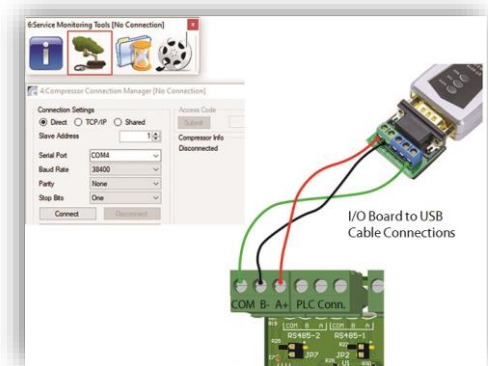 6:Service Monitoring Tools [No Connection]
4:Compressor Connection Manager [No Connection]
Connection Settings
Direct TCP/IP Shared
Slave Address 1
Serial Port COM4
Baud Rate 38400
Parity None
Stop Bits One
Connect Disconnect
Access Code
Submit
Compressor Info
Disconnected
I/O Board to USB
Cable Connections
COM B- A+ PLC Conn.
COM B A COM B A
RS485-2 RS485-1
JP7 JP2
U1